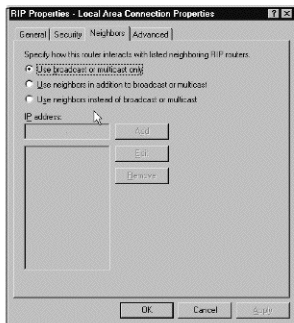 RIP Properties - Local Area Connection Properties
General Security Neighbors Advanced
Specify how this router interacts with listed neighboring RIP routers.
Use broadcast or multicast only
Use neighbors in addition to broadcast or multicast
Use neighbors instead of broadcast or multicast
IP address:
Add
Edit
Remove
OK Cancel Apply